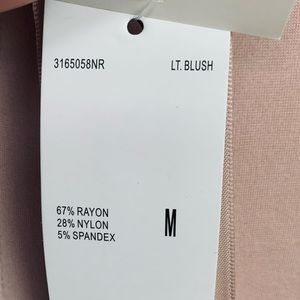 3165058NR LT. BLUSH
67% RAYON
28% NYLON M
5% SPANDEX